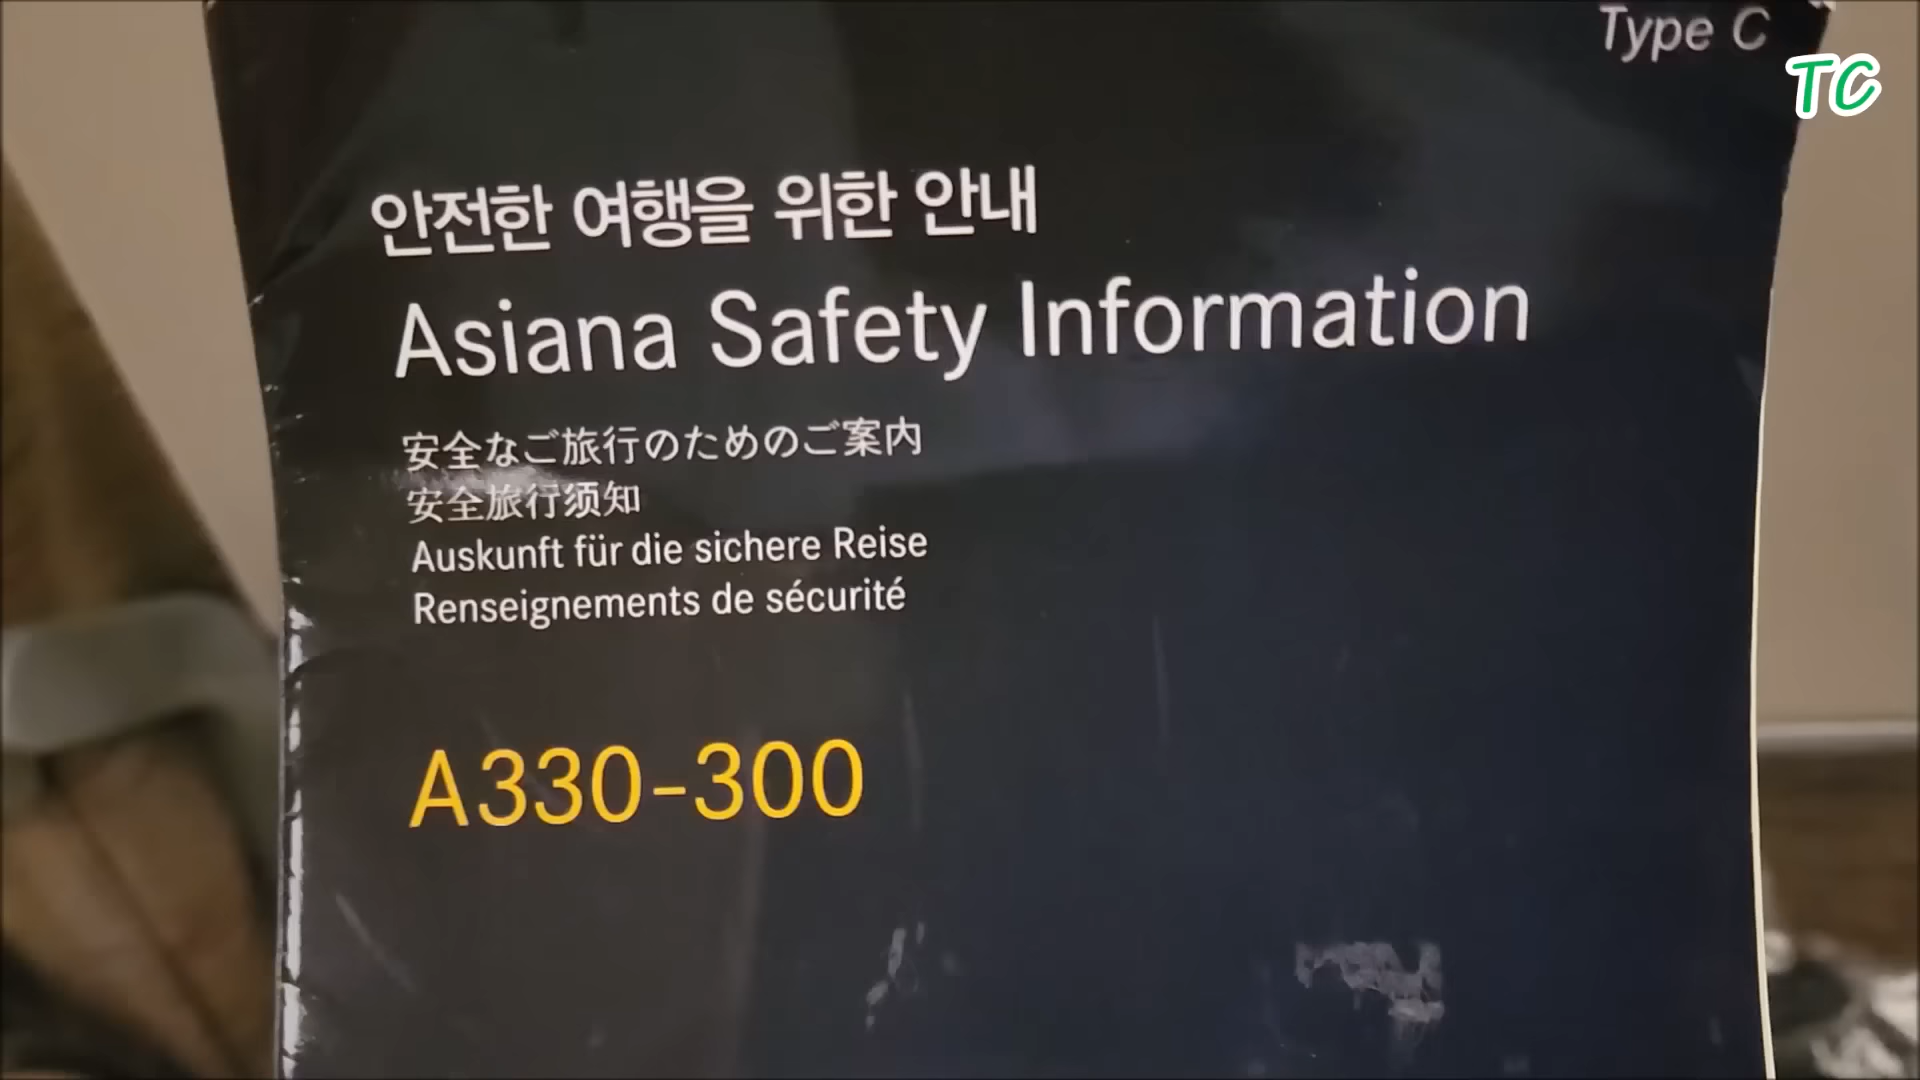 Type C
TC
안전한 여행을 위한 안내
Asiana Safety Information
安全なご旅行のためのご案内
安全旅行须知
Auskunft für die sichere Reise
Renseignements de sécurité
A330-300